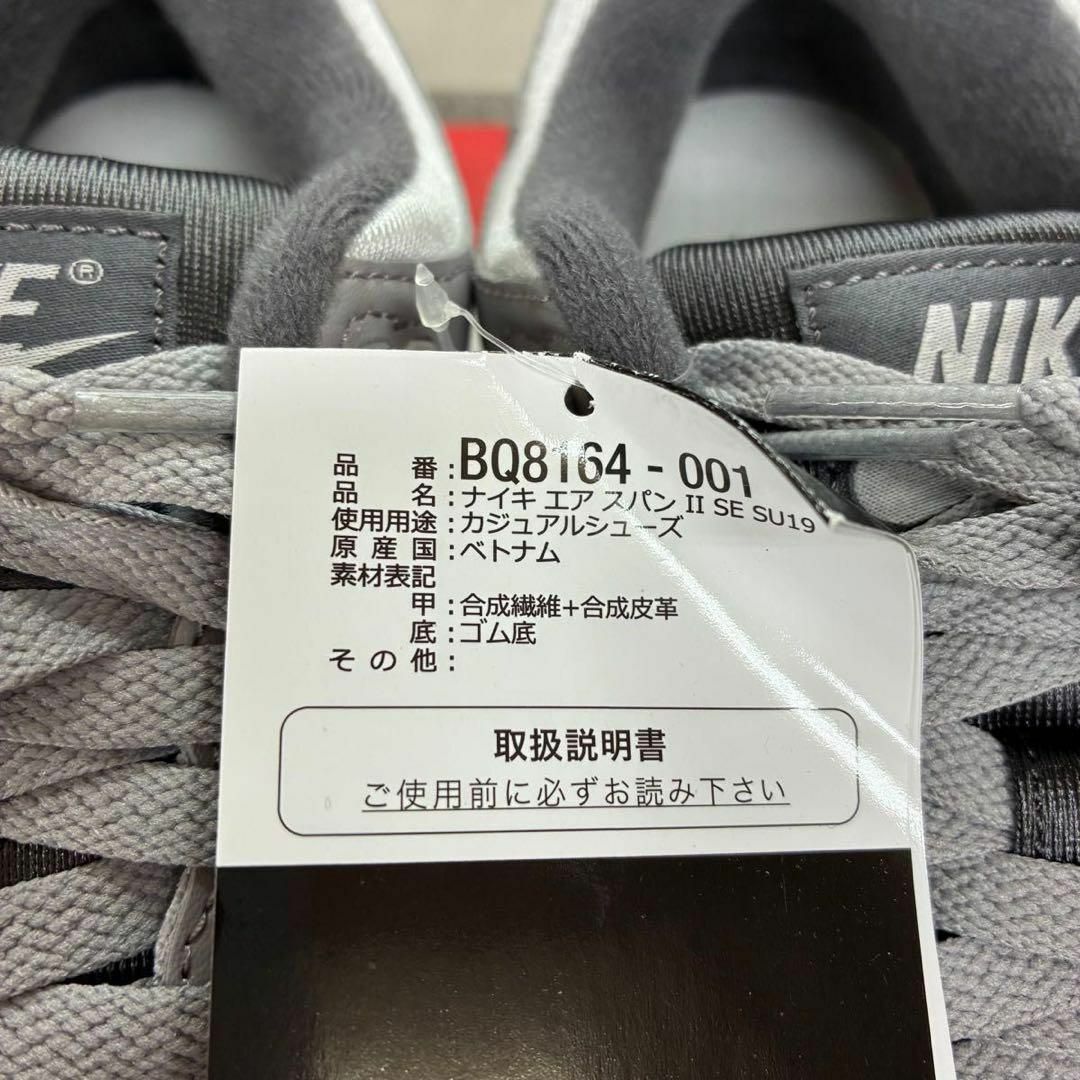 ®
NIK
品番:BQ8164-001
品名:ナイキ エア スパン II SE SU19
使用用途:カジュアルシューズ
原産国:ベトナム
素材表記
甲:合成繊維+合成皮革
底:ゴム底
その他:
取扱説明書
ご使用前に必ずお読み下さい